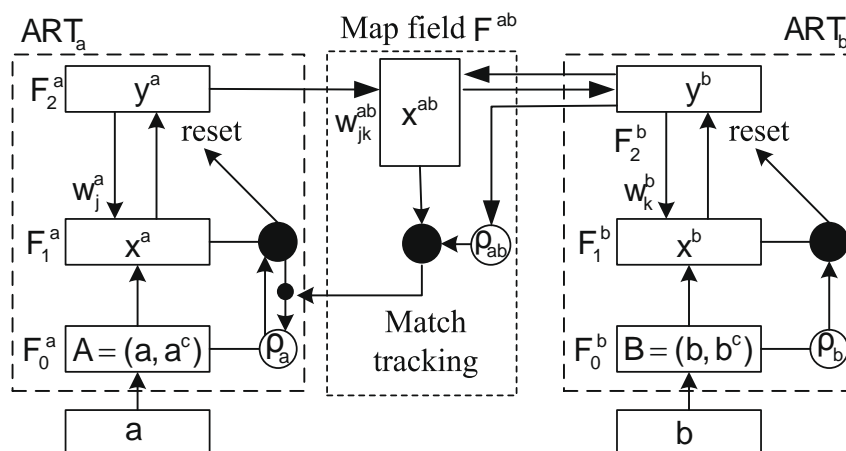 ART_a
Map field F^ab
ART_b
F_2^a
y^a
w_jk^ab
x^ab
y^b
F_2^b
reset
reset
w_j^a
w_k^b
F_1^a
x^a
ρ_ab
F_1^b
x^b
Match
tracking
F_0^a
A = (a, a^c)
ρ_a
F_0^b
B = (b, b^c)
ρ_b
a
b